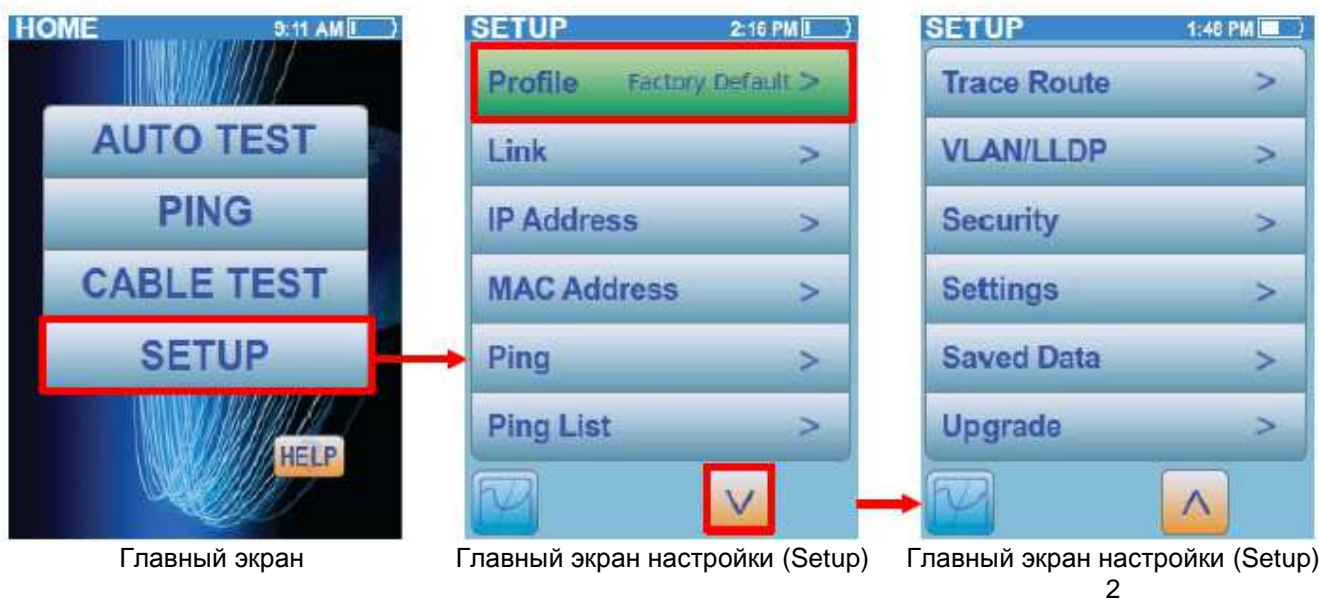 HOME 9:11 AM
AUTO TEST
PING
CABLE TEST
SETUP
HELP
Главный экран
SETUP 2:16 PM
Profile Factory Default >
Link >
IP Address >
MAC Address >
Ping >
Ping List >
Главный экран настройки (Setup)
SETUP 1:48 PM
Trace Route >
VLAN/LLDP >
Security >
Settings >
Saved Data >
Upgrade >
Главный экран настройки (Setup)
2